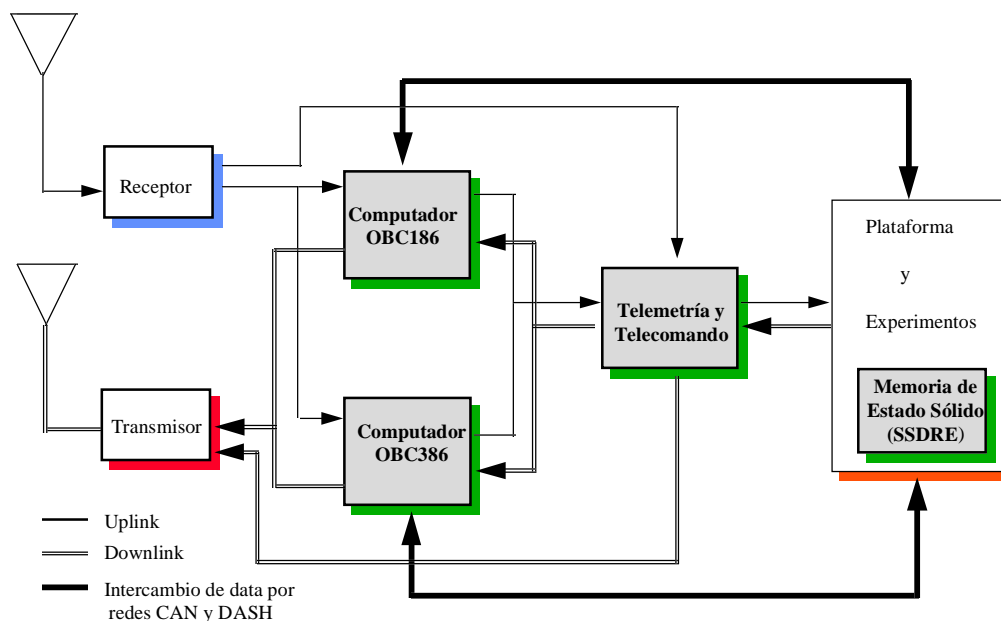 Receptor
Computador
OBC186
Plataforma
y
Experimentos
Telemetría y
Telecomando
Memoria de
Estado Sólido
(SSDRE)
Transmisor
Computador
OBC386
Uplink
Downlink
Intercambio de data por
redes CAN y DASH